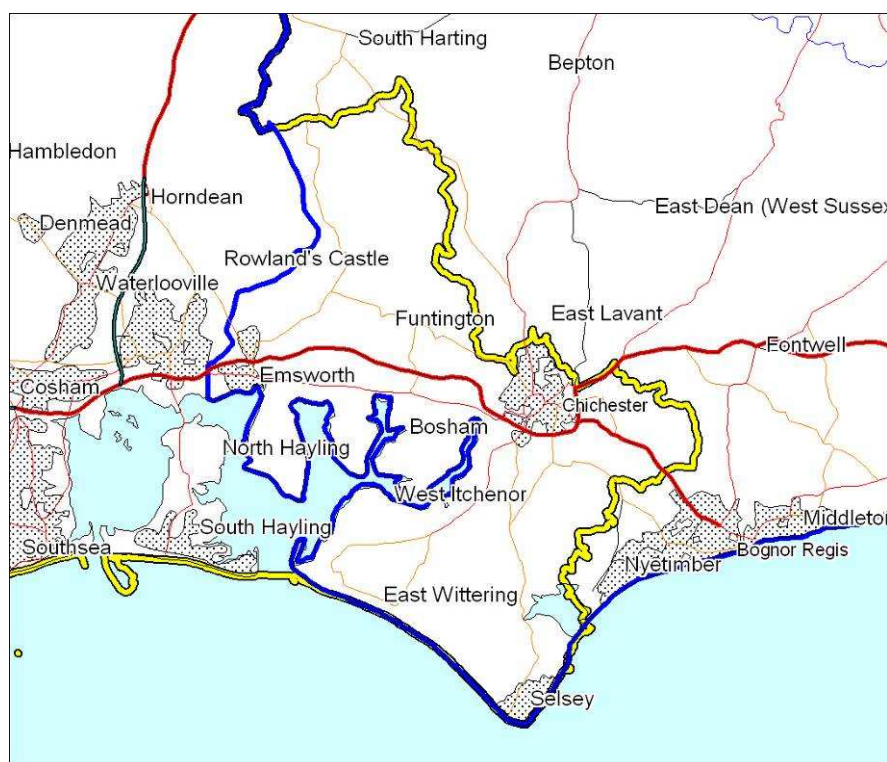 South Harting
Bepton
Hambledon
Horndean
Denmead
East Dean (West Sussex
Rowland's Castle
Waterlooville
Funtington
East Lavant
Fontwell
Cosham
Emsworth
Chichester
North Hayling
Bosham
West Itchenor
South Hayling
Middleton
Southsea
Bognor Regis
Nyetimber
East Wittering
Selsey